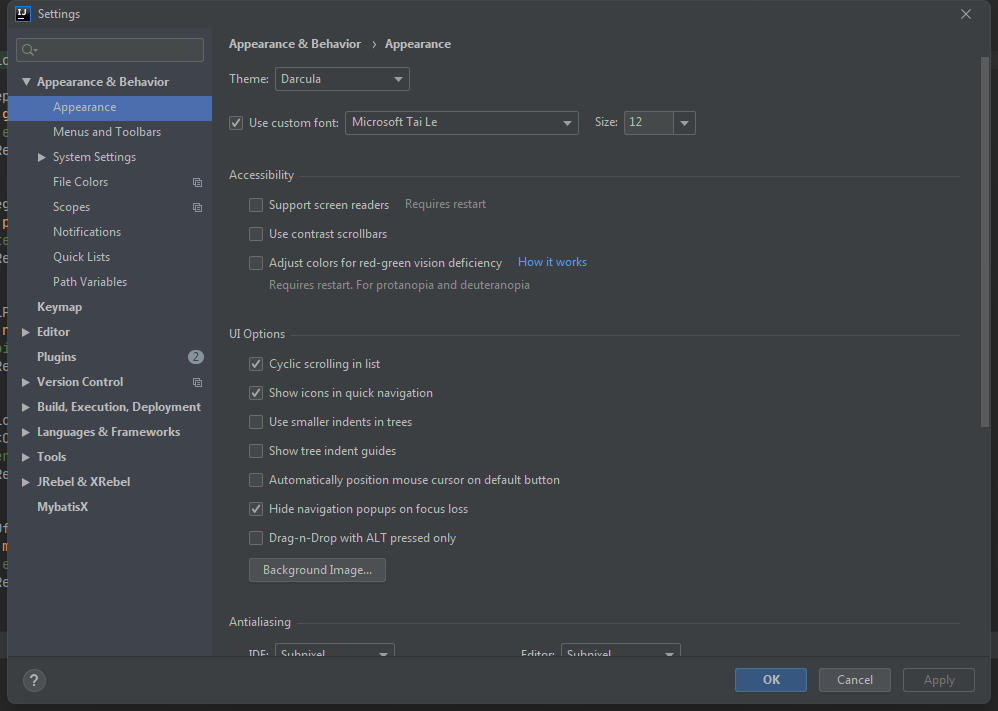 Settings
Appearance & Behavior
Appearance
Menus and Toolbars
System Settings
File Colors
Scopes
Notifications
Quick Lists
Path Variables
Keymap
Editor
Plugins 2
Version Control
Build, Execution, Deployment
Languages & Frameworks
Tools
JRebel & XRebel
MybatisX
Appearance & Behavior › Appearance
Theme: Darcula
Use custom font: Microsoft Tai Le Size: 12
Accessibility
Support screen readers Requires restart
Use contrast scrollbars
Adjust colors for red-green vision deficiency How it works
Requires restart. For protanopia and deuteranopia
UI Options
Cyclic scrolling in list
Show icons in quick navigation
Use smaller indents in trees
Show tree indent guides
Automatically position mouse cursor on default button
Hide navigation popups on focus loss
Drag-n-Drop with ALT pressed only
Background Image...
Antialiasing
IDE: Subpixel Editor: Subpixel
? OK Cancel Apply